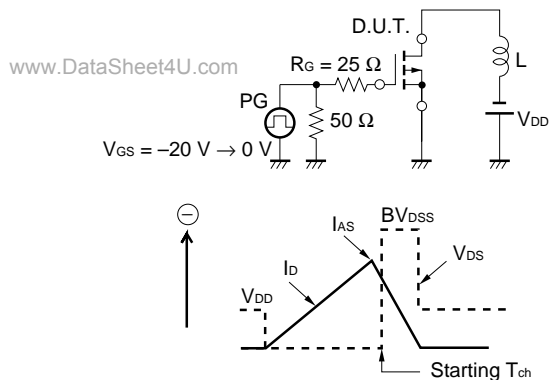 D.U.T.
www.DataSheet4U.com
RG = 25 Ω
L
PG
50 Ω
VDD
VGS = −20 V → 0 V
−
IAS
BVDSS
ID
VDS
VDD
Starting Tch